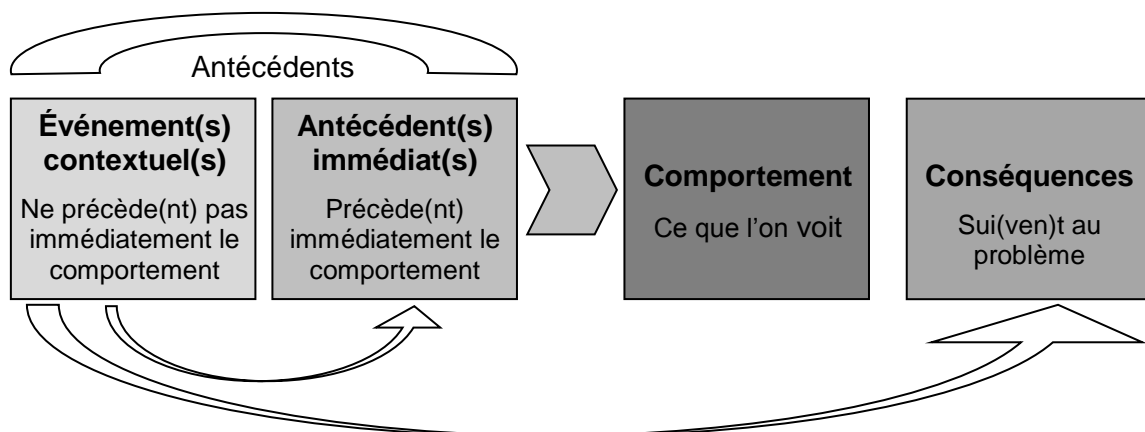 Antécédents
Événement(s)
contextuel(s)
Ne précède(nt) pas
immédiatement le
comportement
Antécédent(s)
immédiat(s)
Précède(nt)
immédiatement le
comportement
Comportement
Ce que l’on voit
Conséquences
Sui(ven)t au
problème